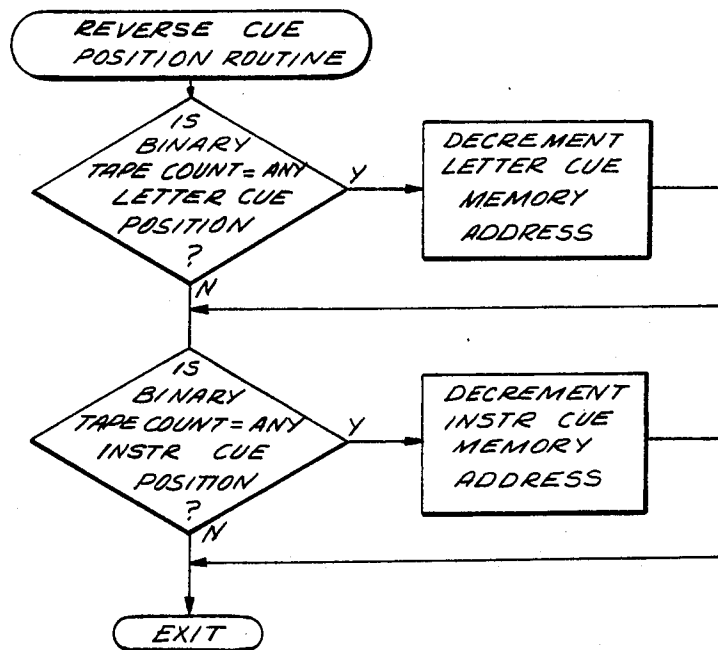 REVERSE CUE
POSITION ROUTINE
IS
BINARY
TAPE COUNT = ANY
LETTER CUE
POSITION
?
Y
N
DECREMENT
LETTER CUE
MEMORY
ADDRESS
IS
BINARY
TAPE COUNT = ANY
INSTR CUE
POSITION
?
Y
N
DECREMENT
INSTR CUE
MEMORY
ADDRESS
EXIT